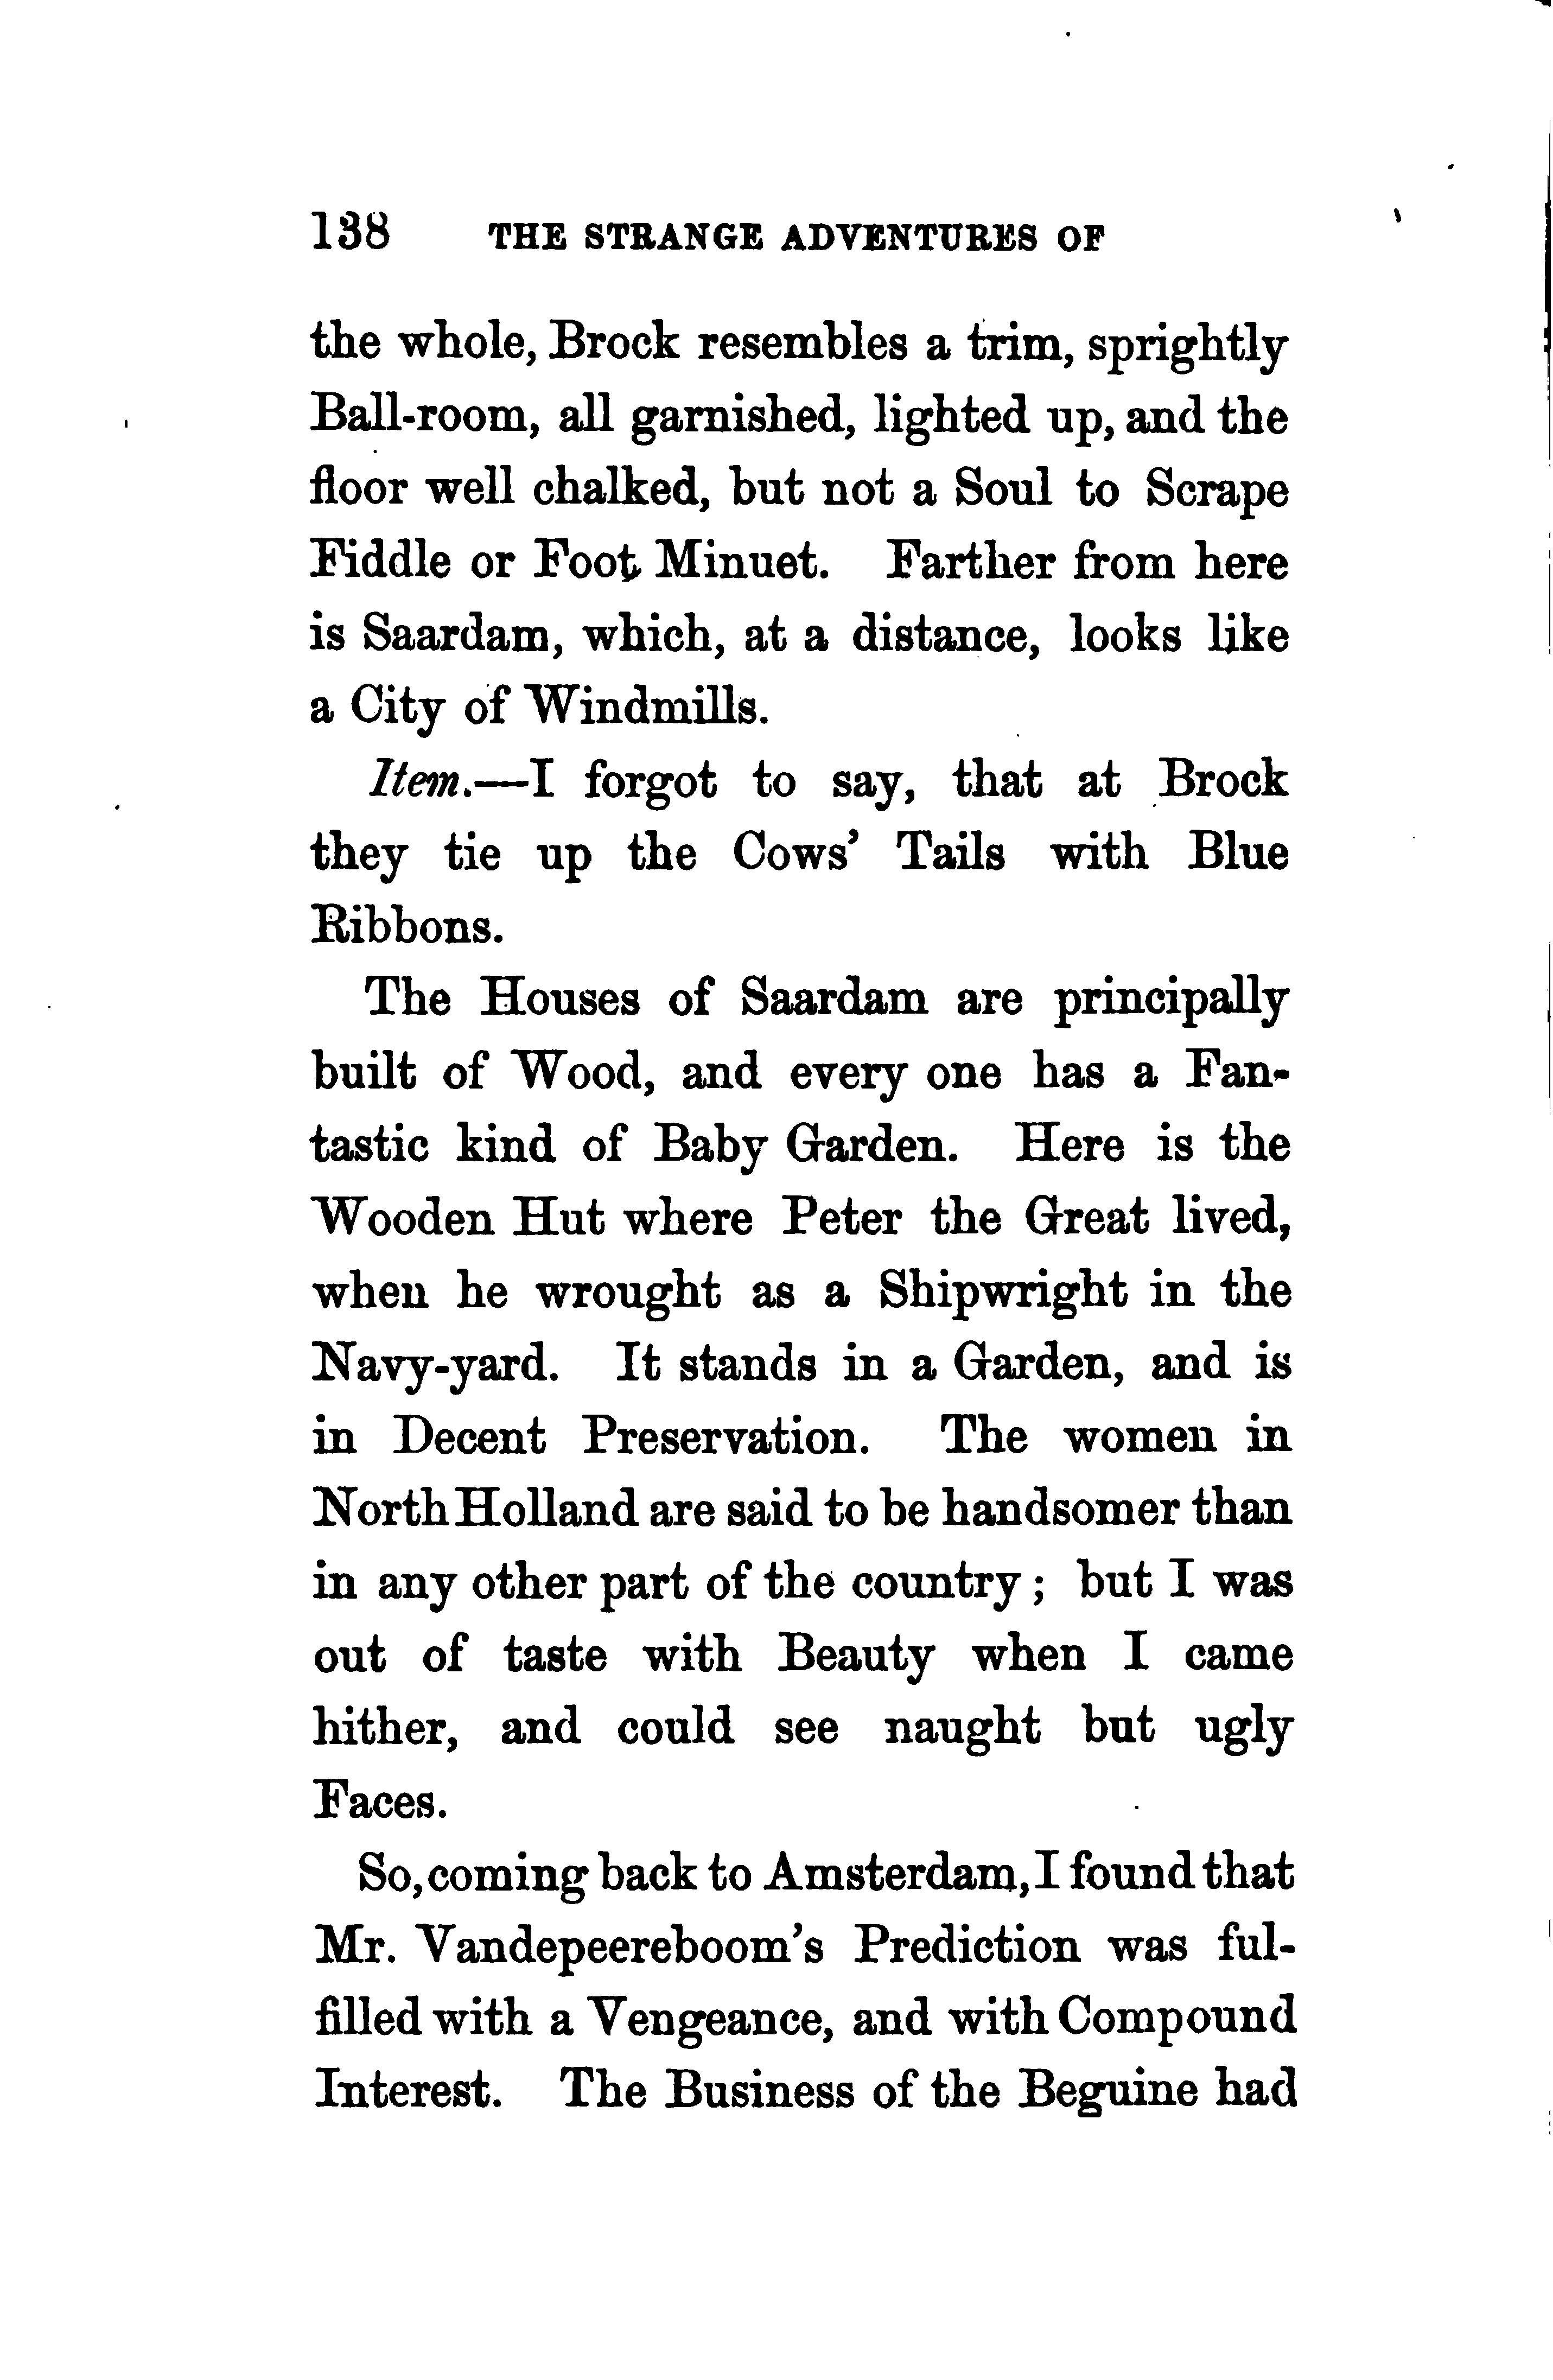 138 THE STRANGE ADVENTURES OF
the whole, Brock resembles a trim, sprightly
Ball-room, all garnished, lighted up, and the
floor well chalked, but not a Soul to Scrape
Fiddle or Foot Minuet. Farther from here
is Saardam, which, at a distance, looks like
a City of Windmills.
Item.—I forgot to say, that at Brock
they tie up the Cows' Tails with Blue
Ribbons.
The Houses of Saardam are principally
built of Wood, and every one has a Fan-
tastic kind of Baby Garden. Here is the
Wooden Hut where Peter the Great lived,
when he wrought as a Shipwright in the
Navy-yard. It stands in a Garden, and is
in Decent Preservation. The women in
North Holland are said to be handsomer than
in any other part of the country; but I was
out of taste with Beauty when I came
hither, and could see naught but ugly
Faces.
So, coming back to Amsterdam, I found that
Mr. Vandepeereboom's Prediction was ful-
filled with a Vengeance, and with Compound
Interest. The Business of the Beguine had